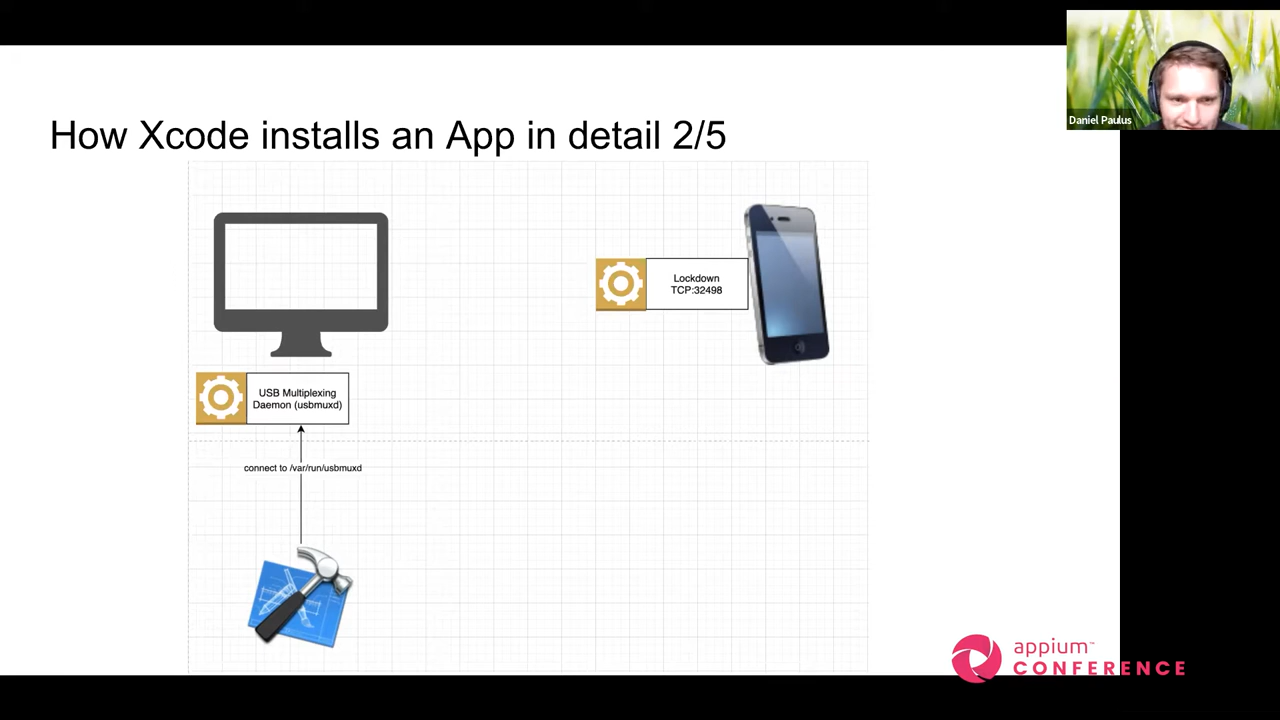 Daniel Paulus
How Xcode installs an App in detail 2/5
Lockdown
TCP:32498
USB Multiplexing
Daemon (usbmuxd)
connect to /var/run/usbmuxd
appium™
CONFERENCE